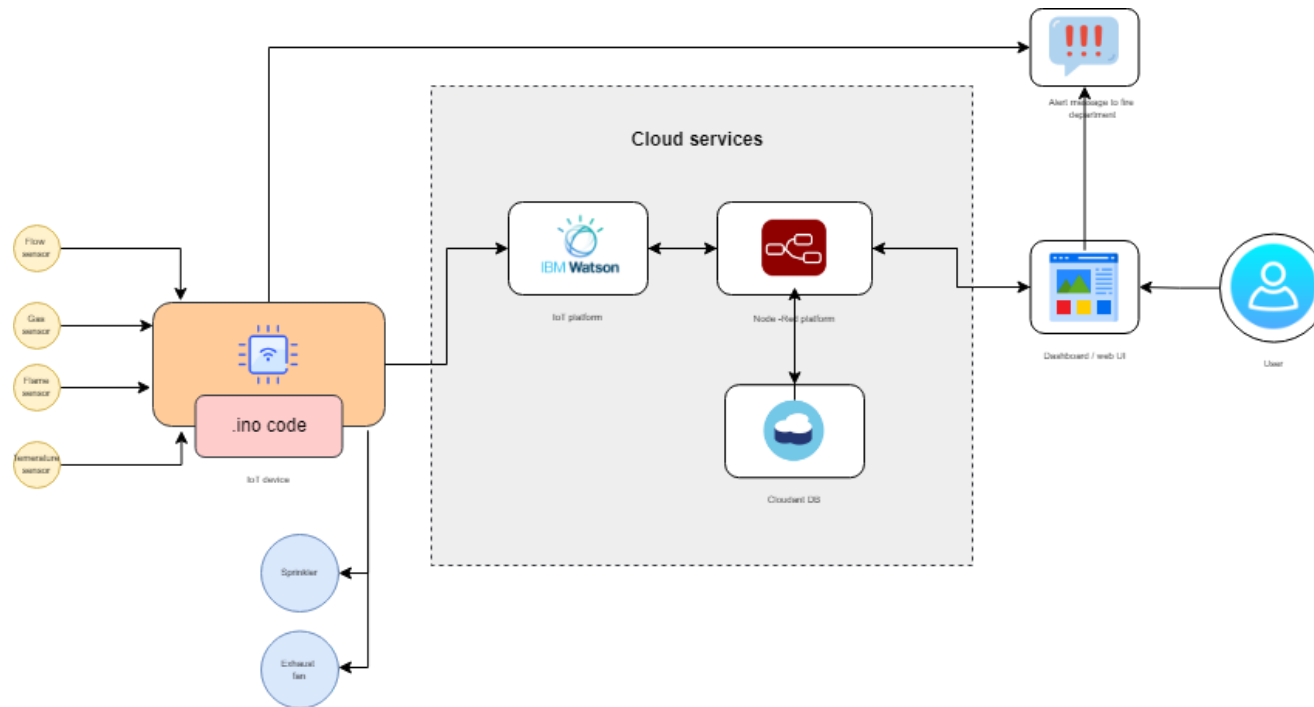 Alert message to fire
department
Cloud services
Flow
sensor
IBM Watson
IoT platform
Node -Red platform
Gas
sensor
Dashboard / web UI
User
Flame
sensor
.ino code
Temerature
sensor
IoT device
Cloudant DB
Sprinkler
Exhaust
fan